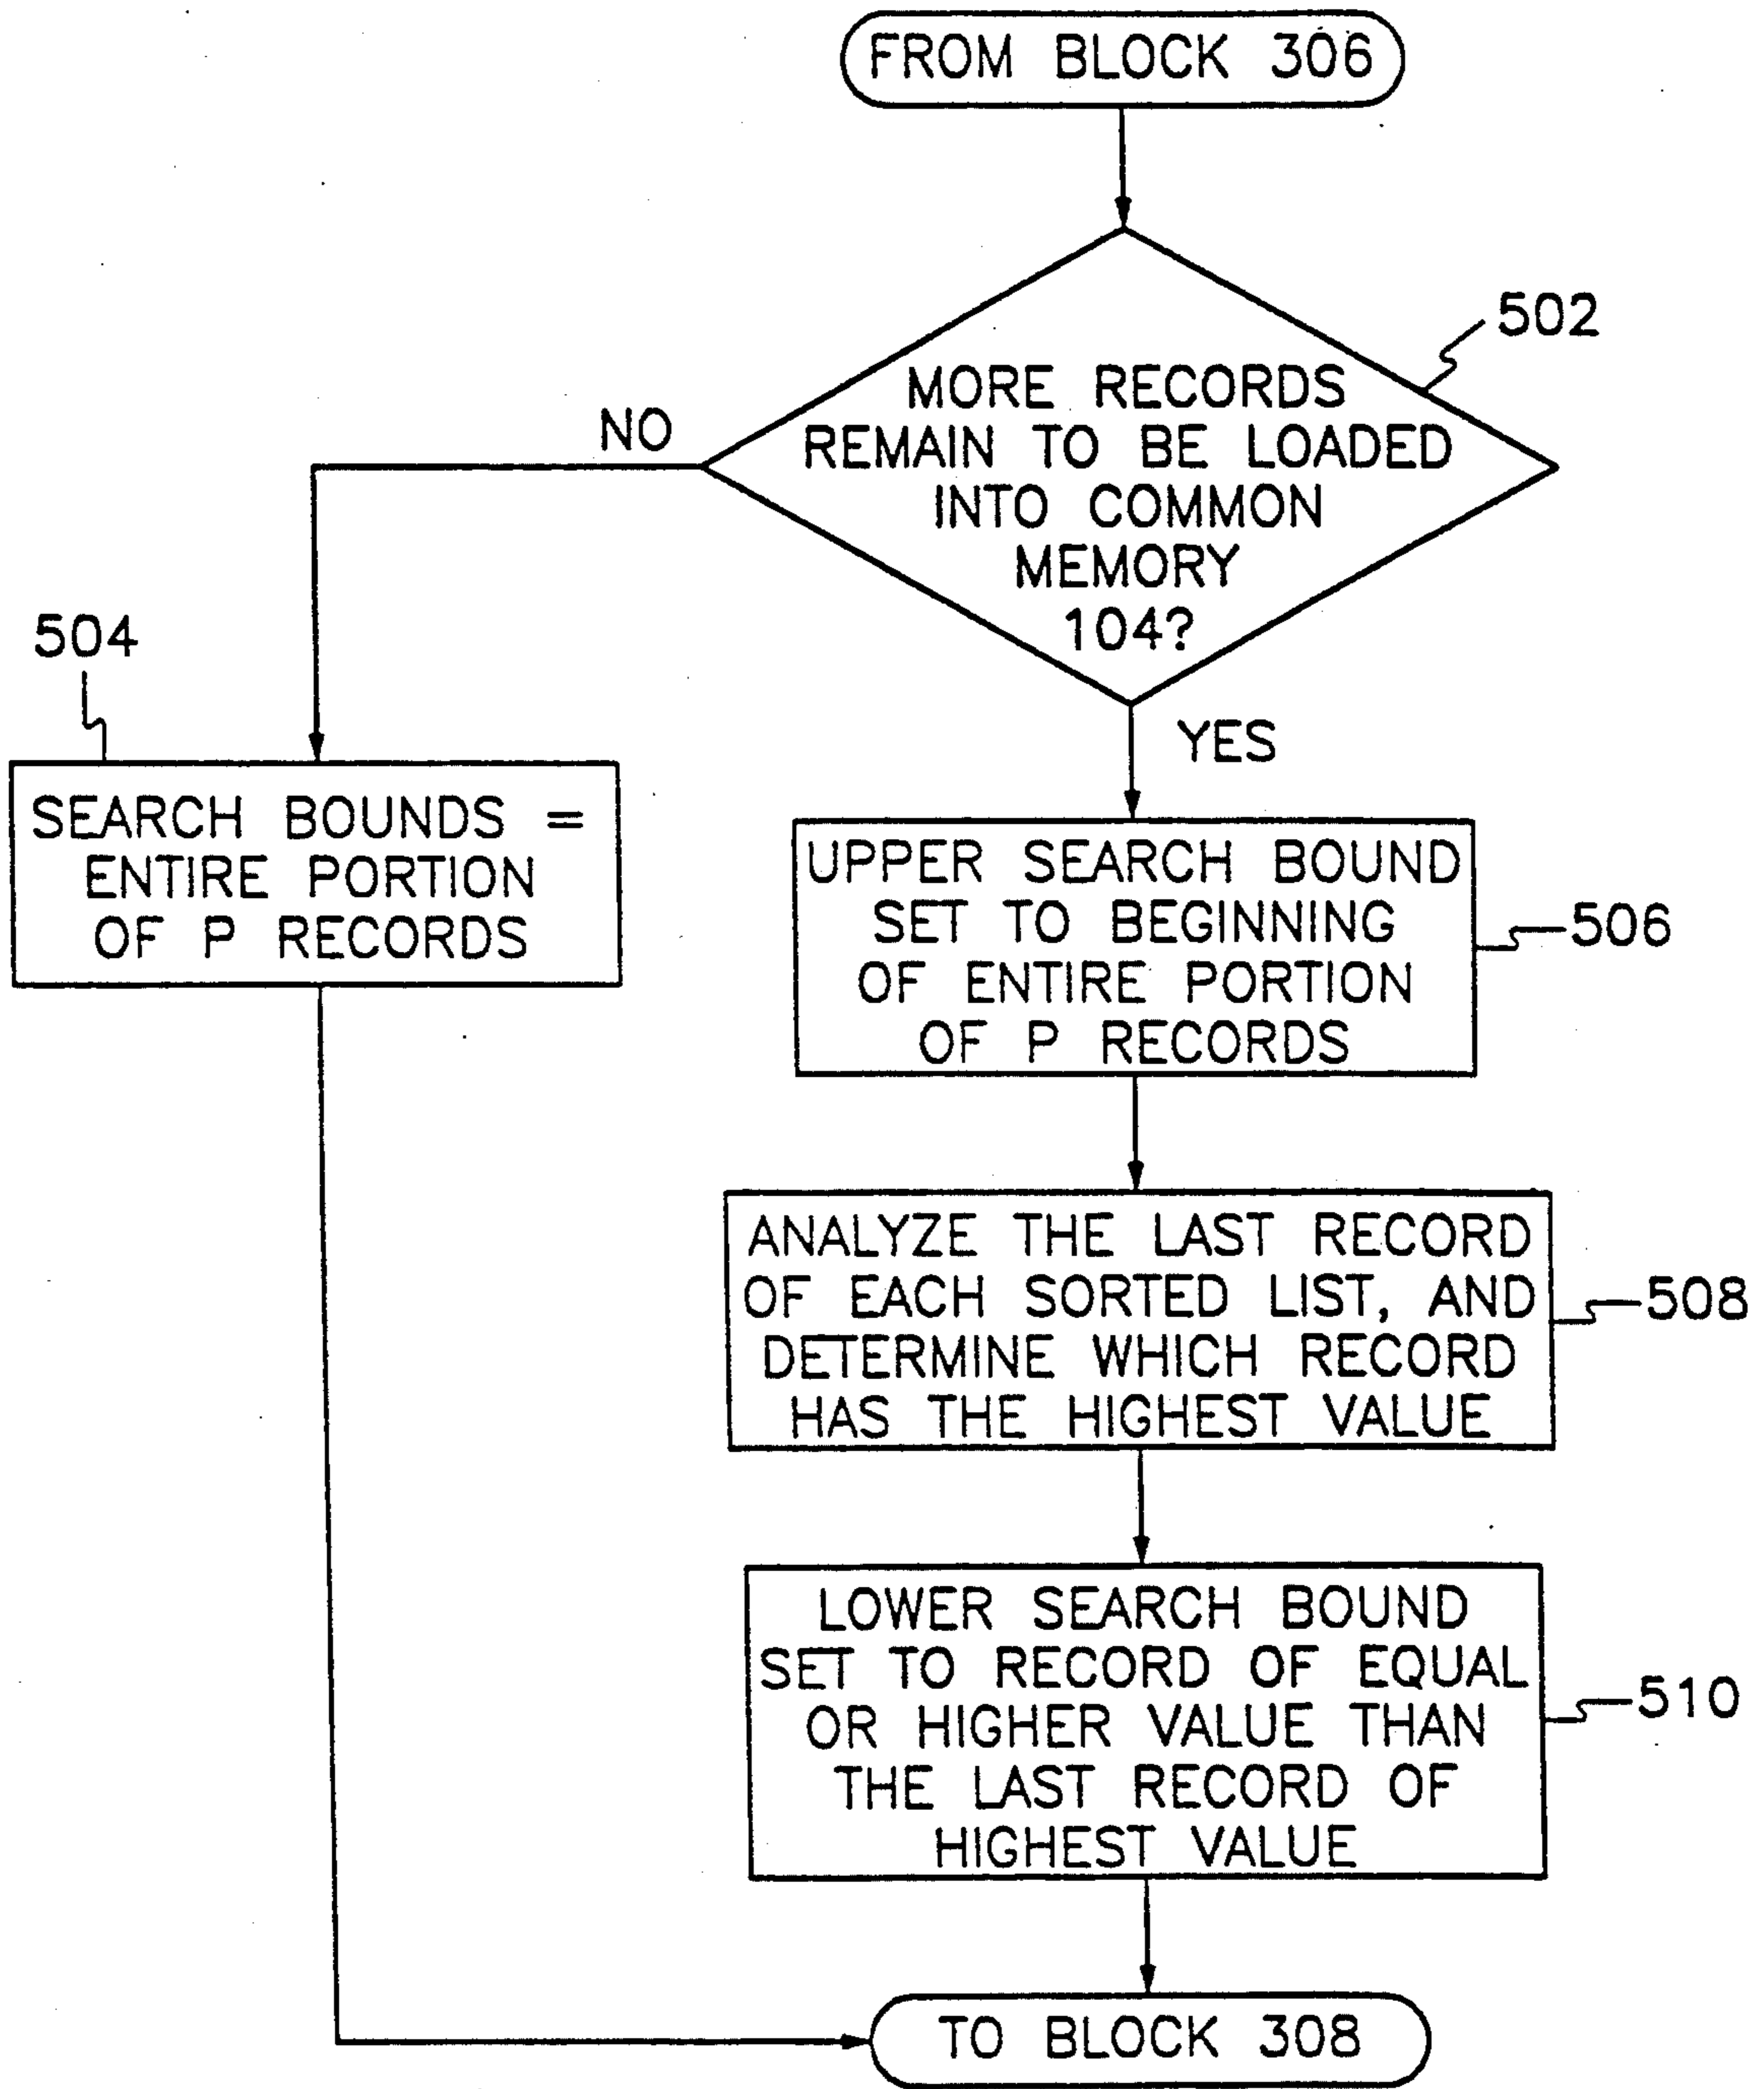 FROM BLOCK 306
502
MORE RECORDS
REMAIN TO BE LOADED
INTO COMMON
MEMORY
104?
NO
YES
504
SEARCH BOUNDS =
ENTIRE PORTION
OF P RECORDS
UPPER SEARCH BOUND
SET TO BEGINNING
OF ENTIRE PORTION
OF P RECORDS
506
ANALYZE THE LAST RECORD
OF EACH SORTED LIST, AND
DETERMINE WHICH RECORD
HAS THE HIGHEST VALUE
508
LOWER SEARCH BOUND
SET TO RECORD OF EQUAL
OR HIGHER VALUE THAN
THE LAST RECORD OF
HIGHEST VALUE
510
TO BLOCK 308